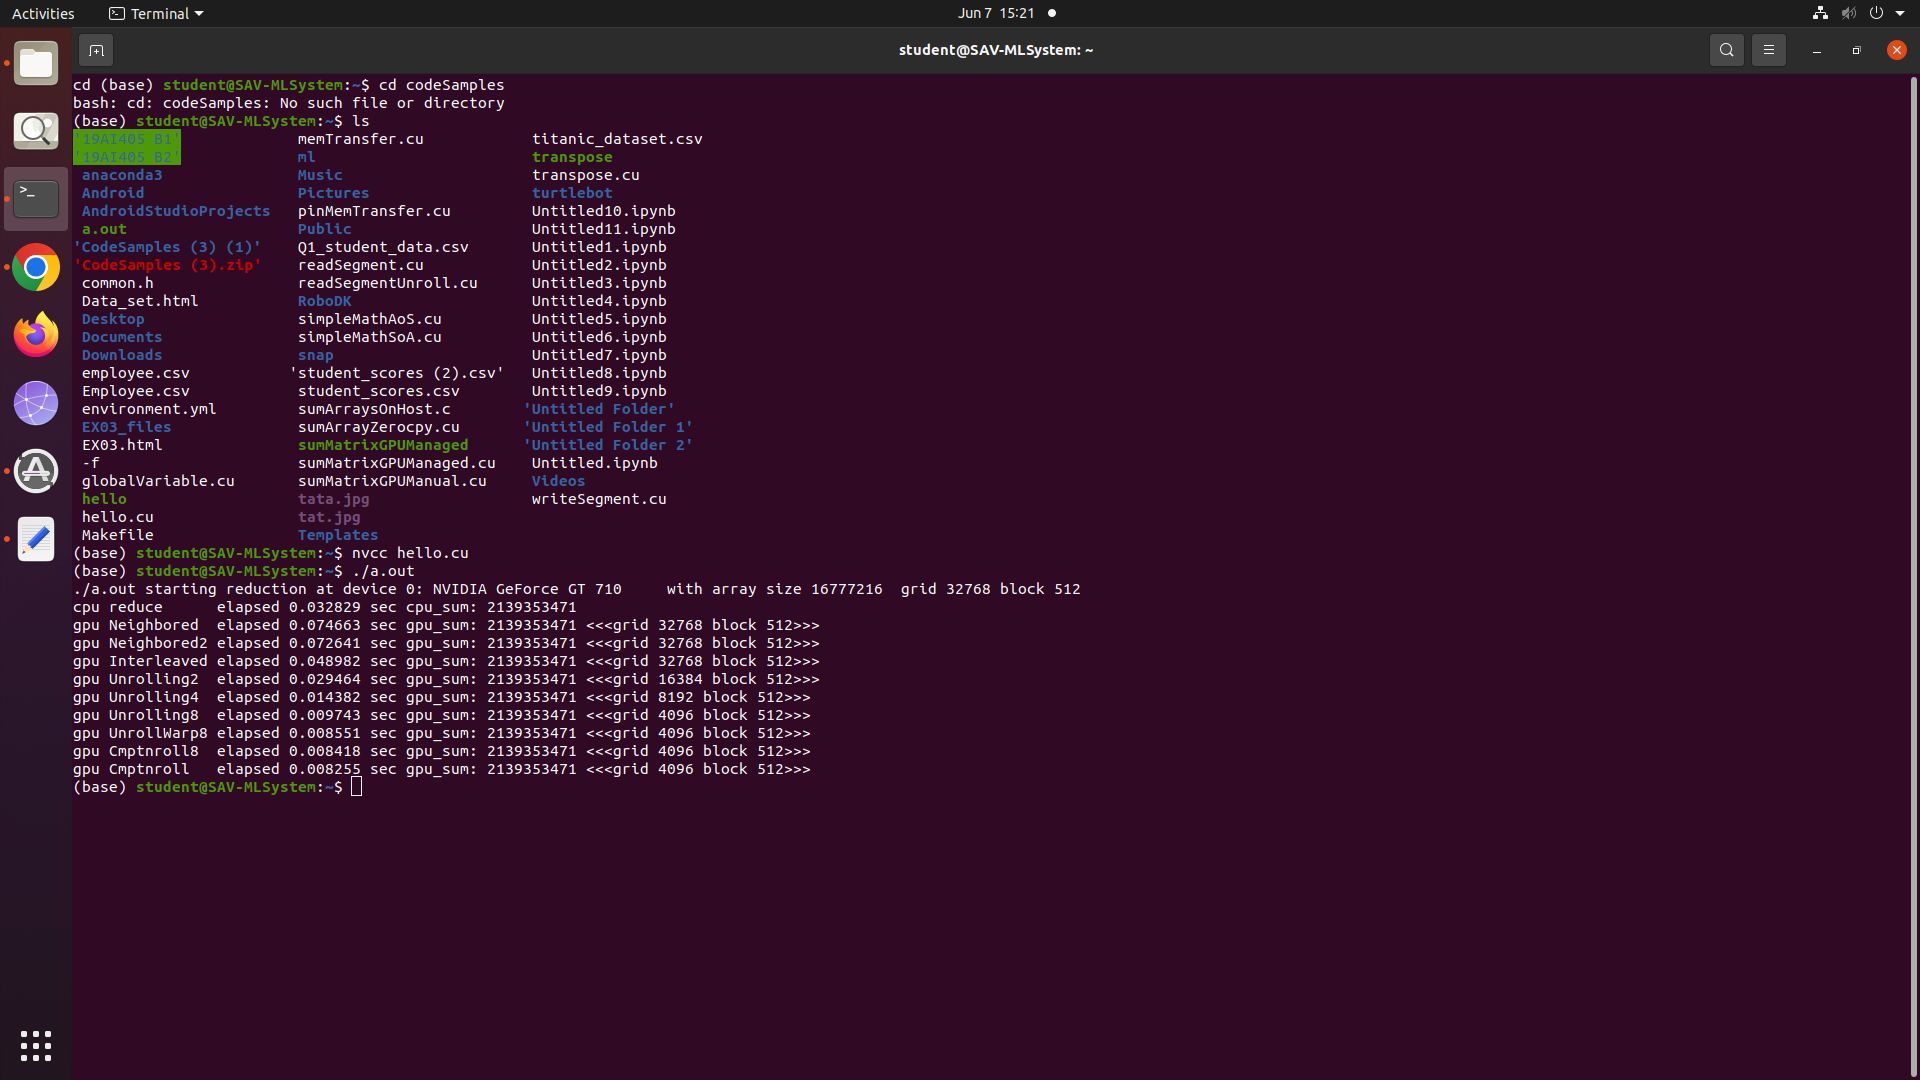 Activities Terminal Jun 7 15:21
student@SAV-MLSystem: ~
cd (base) student@SAV-MLSystem:~$ cd codeSamples
bash: cd: codeSamples: No such file or directory
(base) student@SAV-MLSystem:~$ ls
'19AI405 B1' memTransfer.cu titanic_dataset.csv
'19AI405 B2' ml transpose
anaconda3 Music transpose.cu
Android Pictures turtlebot
AndroidStudioProjects pinMemTransfer.cu Untitled10.ipynb
a.out Public Untitled11.ipynb
'CodeSamples (3) (1)' Q1_student_data.csv Untitled1.ipynb
'CodeSamples (3).zip' readSegment.cu Untitled2.ipynb
common.h readSegmentUnroll.cu Untitled3.ipynb
Data_set.html RoboDK Untitled4.ipynb
Desktop simpleMathAoS.cu Untitled5.ipynb
Documents simpleMathSoA.cu Untitled6.ipynb
Downloads snap Untitled7.ipynb
employee.csv 'student_scores (2).csv' Untitled8.ipynb
Employee.csv student_scores.csv Untitled9.ipynb
environment.yml sumArraysOnHost.c 'Untitled Folder'
EX03_files sumArrayZerocpy.cu 'Untitled Folder 1'
EX03.html sumMatrixGPUManaged 'Untitled Folder 2'
-f sumMatrixGPUManaged.cu Untitled.ipynb
globalVariable.cu sumMatrixGPUManual.cu Videos
hello tata.jpg writeSegment.cu
hello.cu tat.jpg
Makefile Templates
(base) student@SAV-MLSystem:~$ nvcc hello.cu
(base) student@SAV-MLSystem:~$ ./a.out
./a.out starting reduction at device 0: NVIDIA GeForce GT 710 with array size 16777216 grid 32768 block 512
cpu reduce elapsed 0.032829 sec cpu_sum: 2139353471
gpu Neighbored elapsed 0.074663 sec gpu_sum: 2139353471 <<<grid 32768 block 512>>>
gpu Neighbored2 elapsed 0.072641 sec gpu_sum: 2139353471 <<<grid 32768 block 512>>>
gpu Interleaved elapsed 0.048982 sec gpu_sum: 2139353471 <<<grid 32768 block 512>>>
gpu Unrolling2 elapsed 0.029464 sec gpu_sum: 2139353471 <<<grid 16384 block 512>>>
gpu Unrolling4 elapsed 0.014382 sec gpu_sum: 2139353471 <<<grid 8192 block 512>>>
gpu Unrolling8 elapsed 0.009743 sec gpu_sum: 2139353471 <<<grid 4096 block 512>>>
gpu UnrollWarp8 elapsed 0.008551 sec gpu_sum: 2139353471 <<<grid 4096 block 512>>>
gpu Cmptnroll8 elapsed 0.008418 sec gpu_sum: 2139353471 <<<grid 4096 block 512>>>
gpu Cmptnroll elapsed 0.008255 sec gpu_sum: 2139353471 <<<grid 4096 block 512>>>
(base) student@SAV-MLSystem:~$